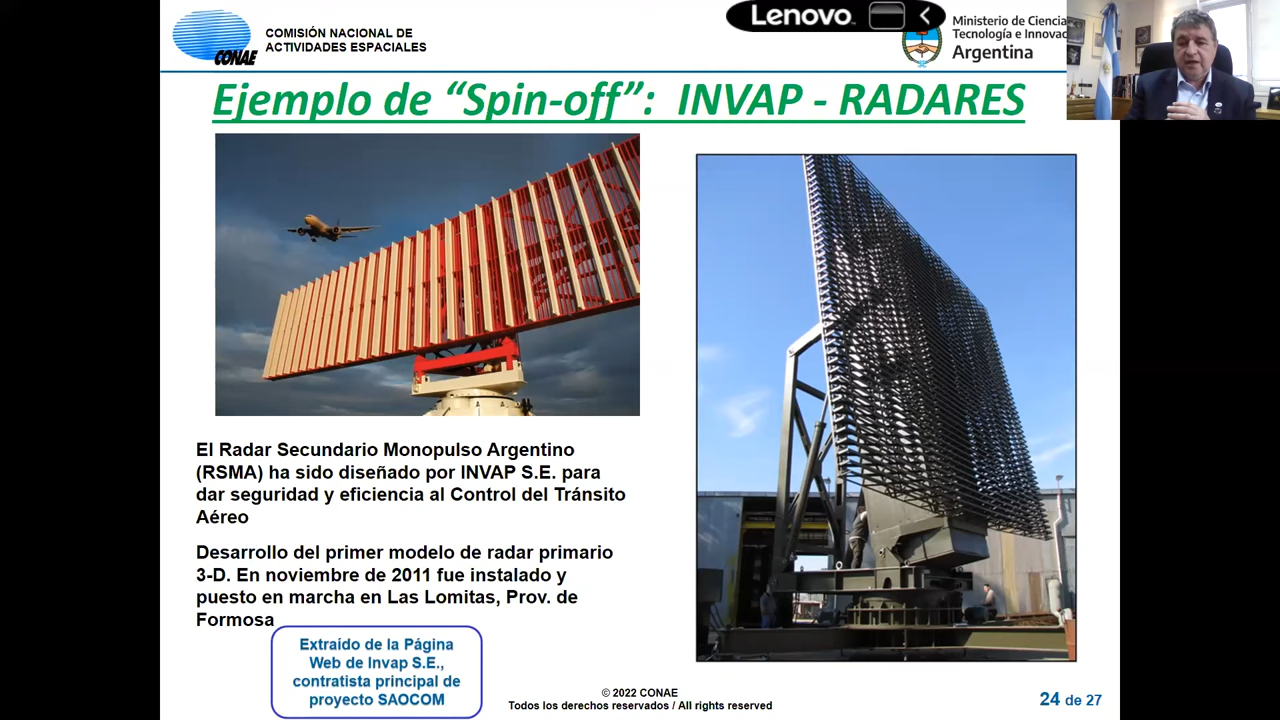 COMISIÓN NACIONAL DE
ACTIVIDADES ESPACIALES
CONAE
Lenovo
Ministerio de Ciencia
Tecnología e Innovac
Argentina
Ejemplo de “Spin-off”: INVAP - RADARES
El Radar Secundario Monopulso Argentino
(RSMA) ha sido diseñado por INVAP S.E. para
dar seguridad y eficiencia al Control del Tránsito
Aéreo
Desarrollo del primer modelo de radar primario
3-D. En noviembre de 2011 fue instalado y
puesto en marcha en Las Lomitas, Prov. de
Formosa
Extraído de la Página
Web de Invap S.E.,
contratista principal de
proyecto SAOCOM
© 2022 CONAE
Todos los derechos reservados / All rights reserved
24 de 27